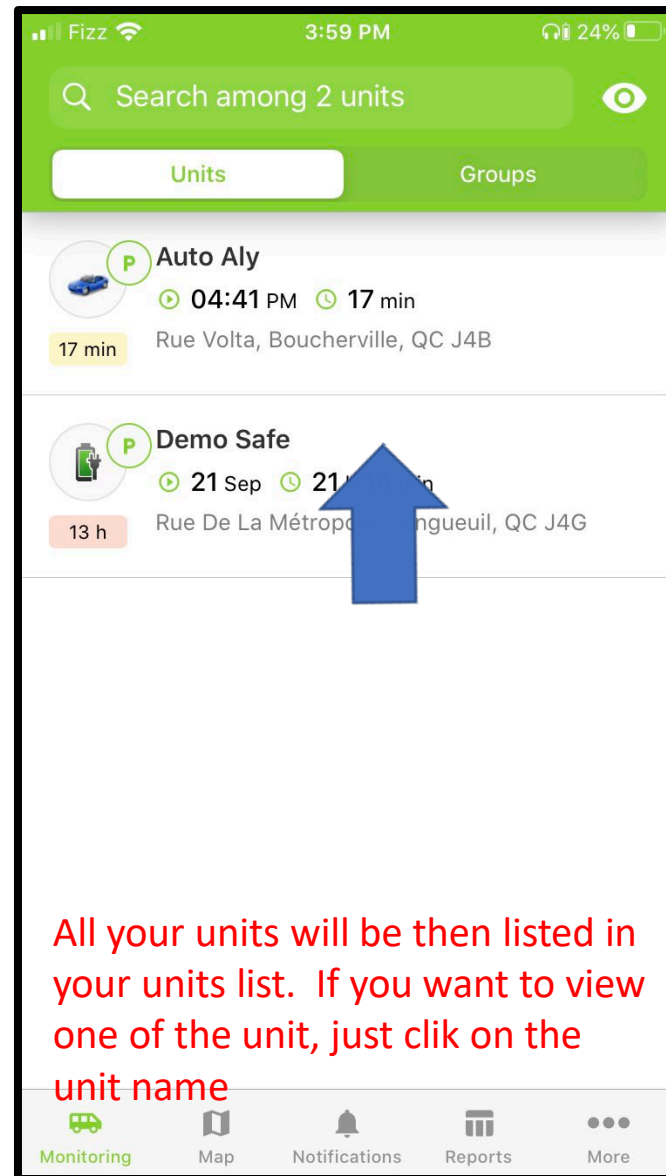 Fizz 3:59 PM 24%
Search among 2 units
Units Groups
P Auto Aly
04:41 PM 17 min
17 min Rue Volta, Boucherville, QC J4B
P Demo Safe
21 Sep 21
13 h Rue De La Métropo ngueuil, QC J4G
All your units will be then listed in
your units list. If you want to view
one of the unit, just clik on the
unit name
Monitoring Map Notifications Reports More